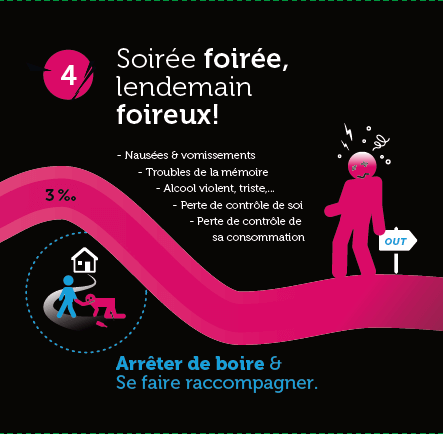 4
Soirée foirée,
lendemain
foireux!
- Nausées & vomissements
- Troubles de la mémoire
- Alcool violent, triste,...
- Perte de contrôle de soi
- Perte de contrôle de
sa consommation
3 ‰
OUT
Arrêter de boire &
Se faire raccompagner.